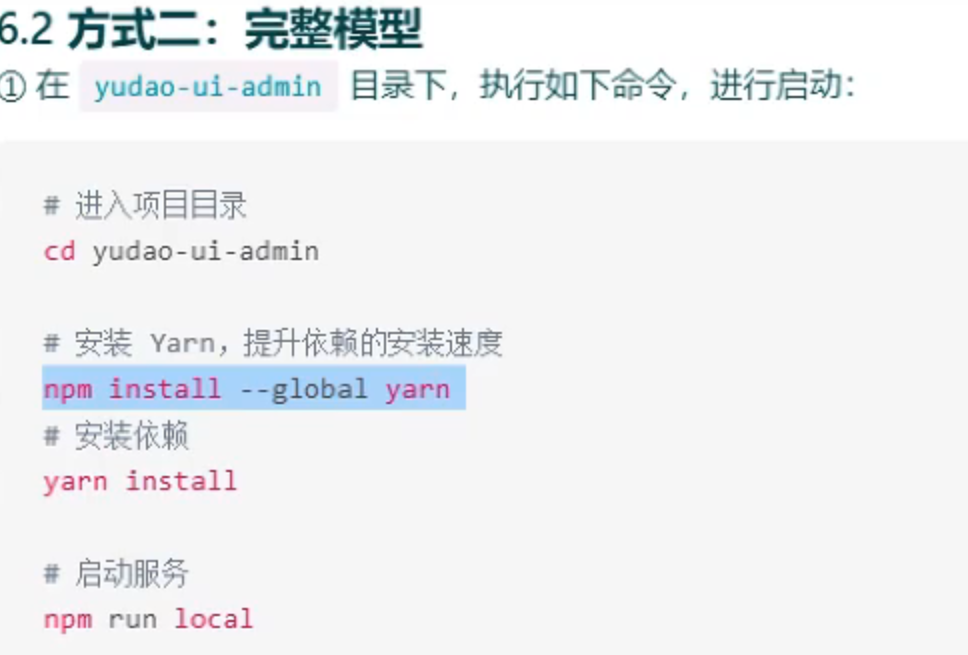 6.2 方式二：完整模型
① 在 yudao-ui-admin 目录下，执行如下命令，进行启动：
# 进入项目目录
cd yudao-ui-admin
# 安装 Yarn，提升依赖的安装速度
npm install --global yarn
# 安装依赖
yarn install
# 启动服务
npm run local